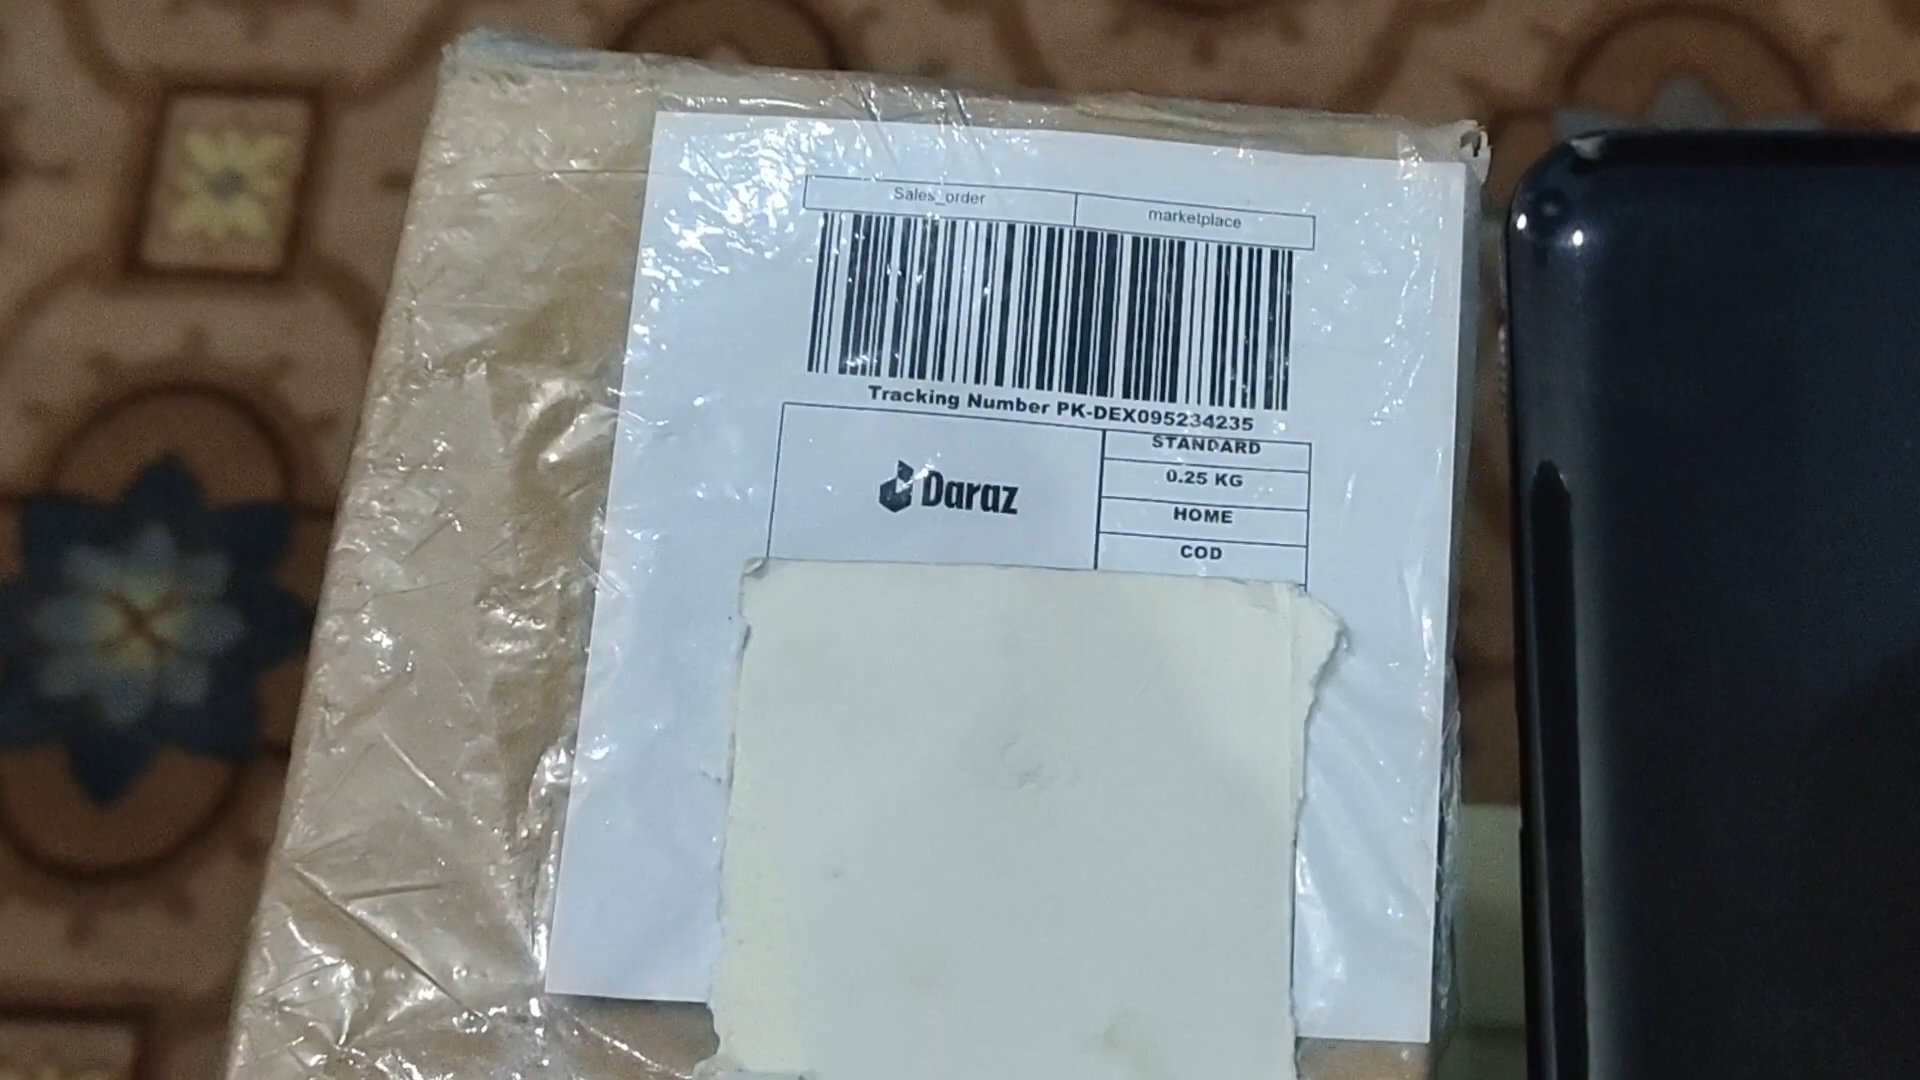 Sales_order
marketplace
Tracking Number PK-DEX095234235
Daraz
STANDARD
0.25 KG
HOME
COD